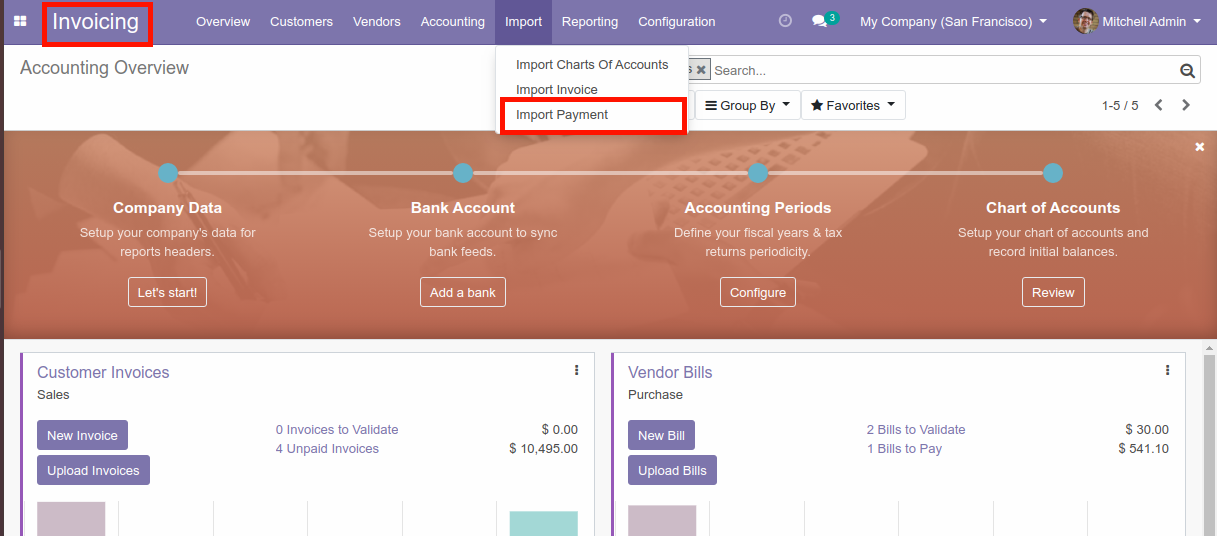 Invoicing Overview Customers Vendors Accounting Import Reporting Configuration 3 My Company (San Francisco) Mitchell Admin
Accounting Overview
Import Charts Of Accounts
Import Invoice
Import Payment
s Search...
Group By Favorites 1-5 / 5
Company Data Bank Account Accounting Periods Chart of Accounts
Setup your company's data for Setup your bank account to sync Define your fiscal years & tax Setup your chart of accounts and
reports headers. bank feeds. returns periodicity. record initial balances.
Let's start! Add a bank Configure Review
Customer Invoices
Sales
New Invoice 0 Invoices to Validate $ 0.00
4 Unpaid Invoices $ 10,495.00
Upload Invoices
Vendor Bills
Purchase
New Bill 2 Bills to Validate $ 30.00
1 Bills to Pay $ 541.10
Upload Bills